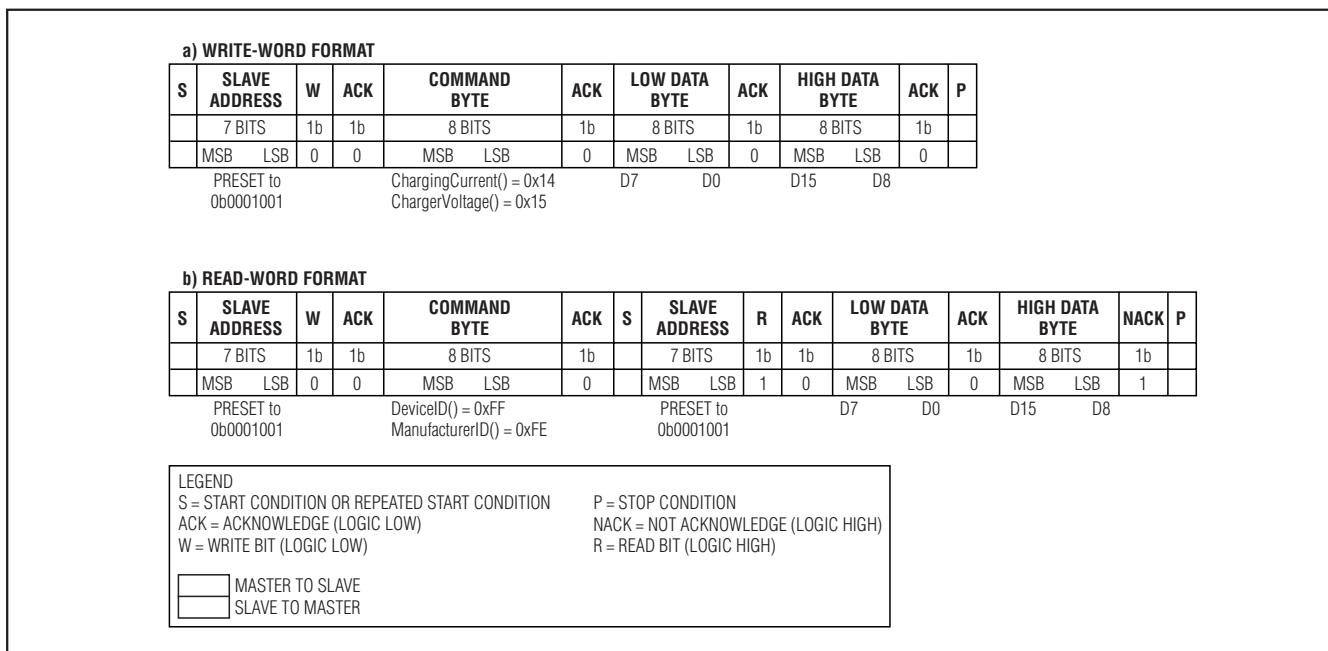 a) WRITE-WORD FORMAT
S SLAVE ADDRESS W ACK COMMAND BYTE ACK LOW DATA BYTE ACK HIGH DATA BYTE ACK P
7 BITS 1b 1b 8 BITS 1b 8 BITS 1b 8 BITS 1b
MSB LSB 0 0 MSB LSB 0 MSB LSB 0 MSB LSB 0
PRESET to ChargingCurrent() = 0x14 D7 D0 D15 D8
0b0001001 ChargerVoltage() = 0x15
b) READ-WORD FORMAT
S SLAVE ADDRESS W ACK COMMAND BYTE ACK S SLAVE ADDRESS R ACK LOW DATA BYTE ACK HIGH DATA BYTE NACK P
7 BITS 1b 1b 8 BITS 1b 7 BITS 1b 1b 8 BITS 1b 8 BITS 1b
MSB LSB 0 0 MSB LSB 0 MSB LSB 1 0 MSB LSB 0 MSB LSB 1
PRESET to DeviceID() = 0xFF PRESET to D7 D0 D15 D8
0b0001001 ManufacturerID() = 0xFE 0b0001001
LEGEND
S = START CONDITION OR REPEATED START CONDITION P = STOP CONDITION
ACK = ACKNOWLEDGE (LOGIC LOW) NACK = NOT ACKNOWLEDGE (LOGIC HIGH)
W = WRITE BIT (LOGIC LOW) R = READ BIT (LOGIC HIGH)
MASTER TO SLAVE
SLAVE TO MASTER